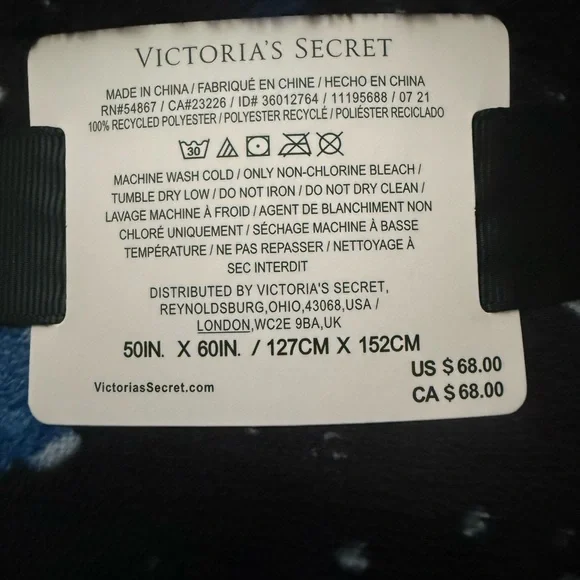 VICTORIA'S SECRET
MADE IN CHINA / FABRIQUÉ EN CHINE / HECHO EN CHINA
RN#54867 / CA#23226 / ID# 36012764 / 11195688 / 07 21
100% RECYCLED POLYESTER / POLYESTER RECYCLÉ / POLIÉSTER RECICLADO
30
MACHINE WASH COLD / ONLY NON-CHLORINE BLEACH /
TUMBLE DRY LOW / DO NOT IRON / DO NOT DRY CLEAN /
LAVAGE MACHINE À FROID / AGENT DE BLANCHIMENT NON
CHLORÉ UNIQUEMENT / SÉCHAGE MACHINE À BASSE
TEMPÉRATURE / NE PAS REPASSER / NETTOYAGE À
SEC INTERDIT
DISTRIBUTED BY VICTORIA'S SECRET,
REYNOLDSBURG,OHIO,43068,USA /
LONDON,WC2E 9BA,UK
50IN. X 60IN. / 127CM X 152CM
US $68.00
VictoriasSecret.com
CA $68.00